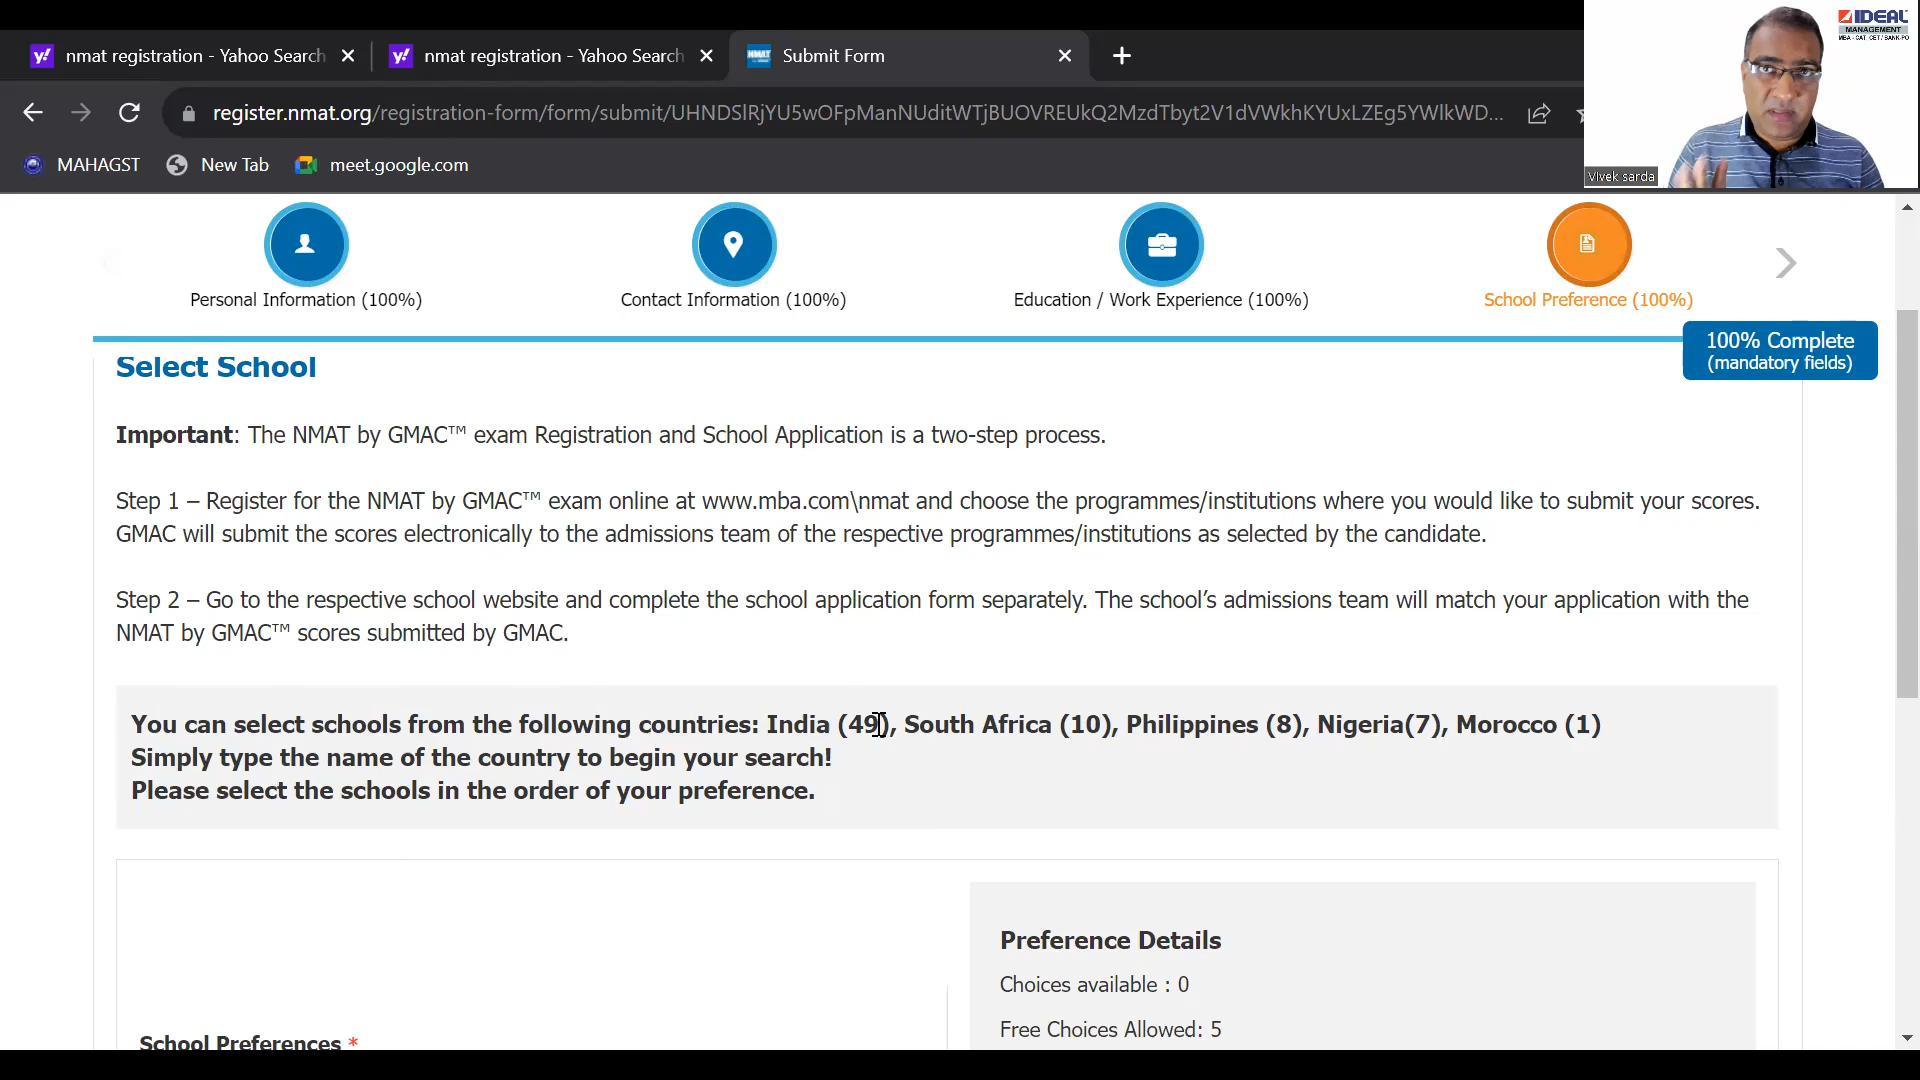 nmat registration - Yahoo Search
nmat registration - Yahoo Search
Submit Form
register.nmat.org/registration-form/form/submit/UHNDSlRjYU5wOFpManNUditWTjBUOVREUkQ2MzdTbyt2V1dVWkhKYUxLZEg5YWlkWD...
MAHAGST
New Tab
meet.google.com
IDEAL
MANAGEMENT
MBA - CAT, CET / BANK-PO
Vivek sarda
Personal Information (100%)
Contact Information (100%)
Education / Work Experience (100%)
School Preference (100%)
100% Complete
(mandatory fields)
Select School
Important: The NMAT by GMAC™ exam Registration and School Application is a two-step process.
Step 1 – Register for the NMAT by GMAC™ exam online at www.mba.com\nmat and choose the programmes/institutions where you would like to submit your scores.
GMAC will submit the scores electronically to the admissions team of the respective programmes/institutions as selected by the candidate.
Step 2 – Go to the respective school website and complete the school application form separately. The school’s admissions team will match your application with the
NMAT by GMAC™ scores submitted by GMAC.
You can select schools from the following countries: India (49), South Africa (10), Philippines (8), Nigeria(7), Morocco (1)
Simply type the name of the country to begin your search!
Please select the schools in the order of your preference.
Preference Details
Choices available : 0
Free Choices Allowed: 5
School Preferences *